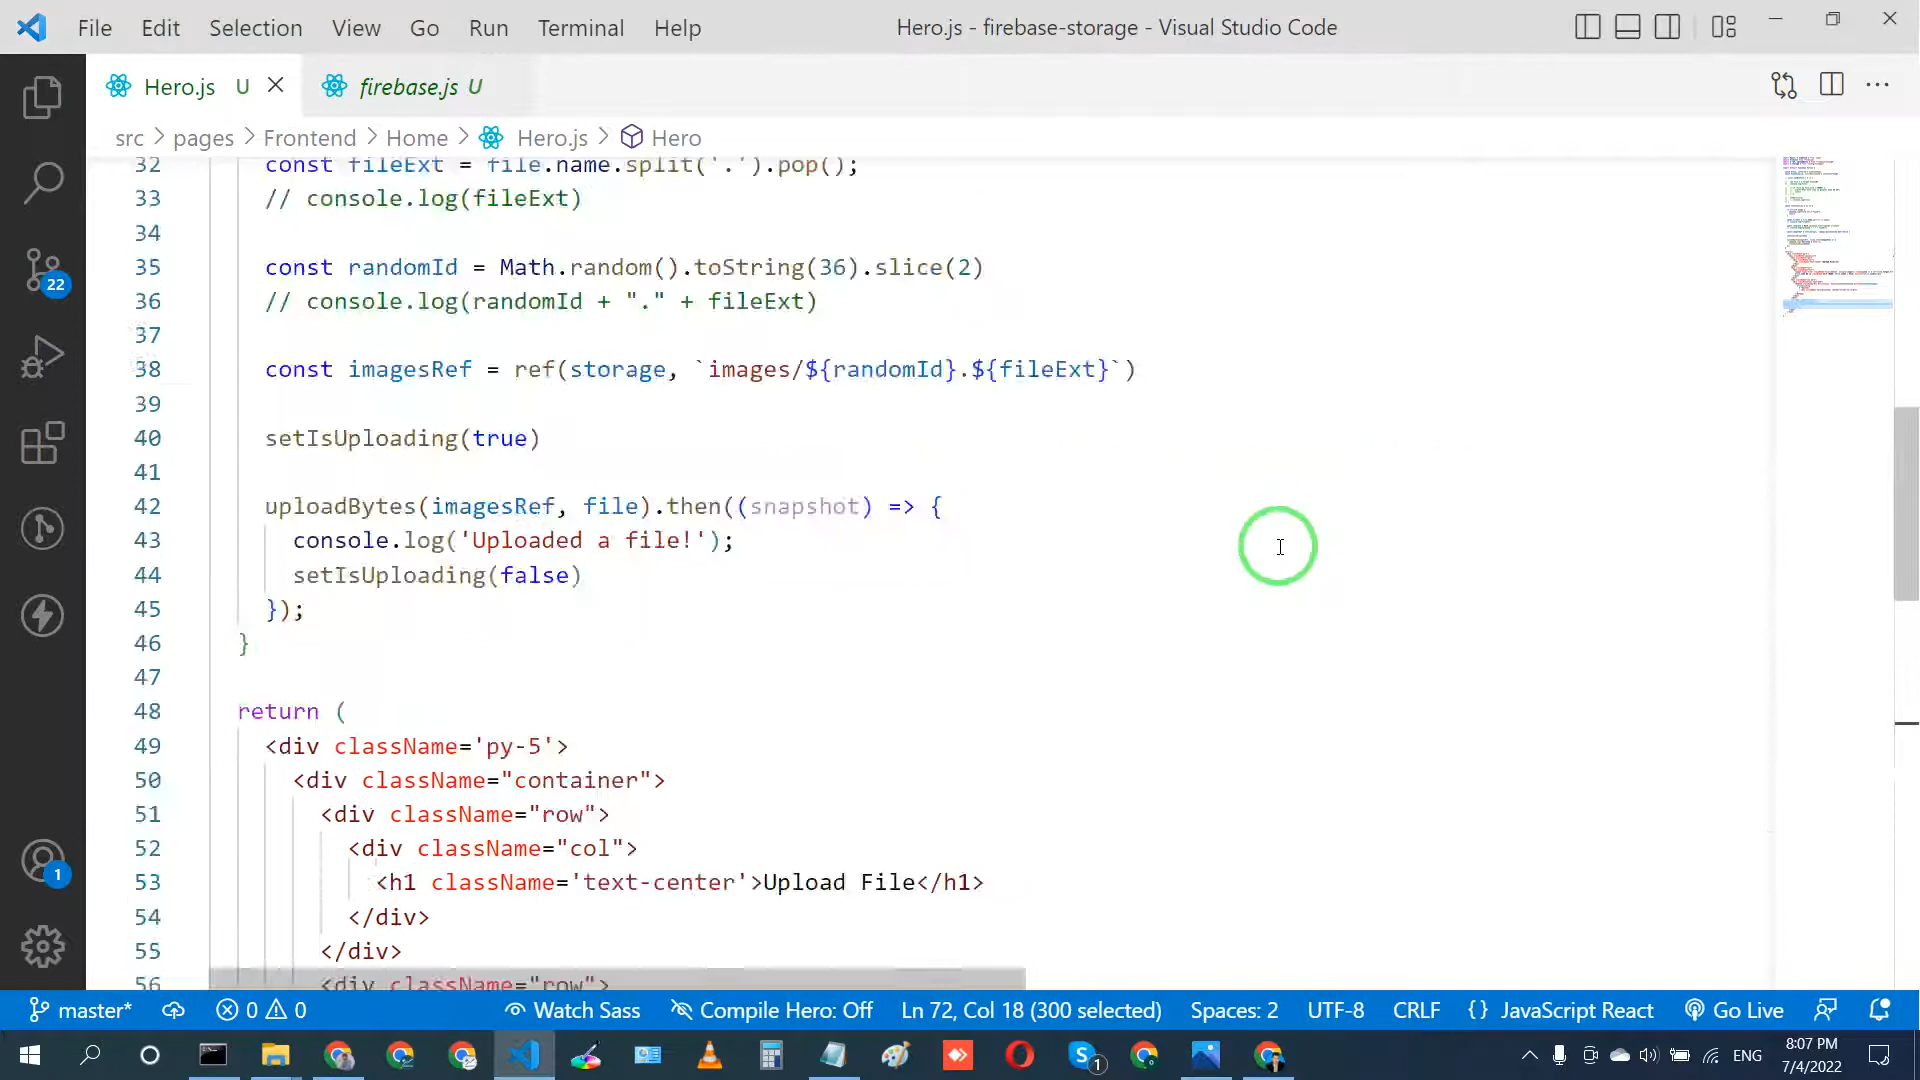 File Edit Selection View Go Run Terminal Help Hero.js - firebase-storage - Visual Studio Code
Hero.js U firebase.js U
src > pages > Frontend > Home > Hero.js > Hero
32 const fileExt = file.name.split('.').pop();
33 // console.log(fileExt)
34
35 const randomId = Math.random().toString(36).slice(2)
36 // console.log(randomId + "." + fileExt)
37
38 const imagesRef = ref(storage, `images/${randomId}.${fileExt}`)
39
40 setIsUploading(true)
41
42 uploadBytes(imagesRef, file).then((snapshot) => {
43 console.log('Uploaded a file!');
44 setIsUploading(false)
45 });
46 }
47
48 return (
49 <div className='py-5'>
50 <div className="container">
51 <div className="row">
52 <div className="col">
53 <h1 className='text-center'>Upload File</h1>
54 </div>
55 </div>
56 <div className="row">
22
1
master* 0 0 Watch Sass Compile Hero: Off Ln 72, Col 18 (300 selected) Spaces: 2 UTF-8 CRLF {} JavaScript React Go Live
1 ENG 8:07 PM
7/4/2022